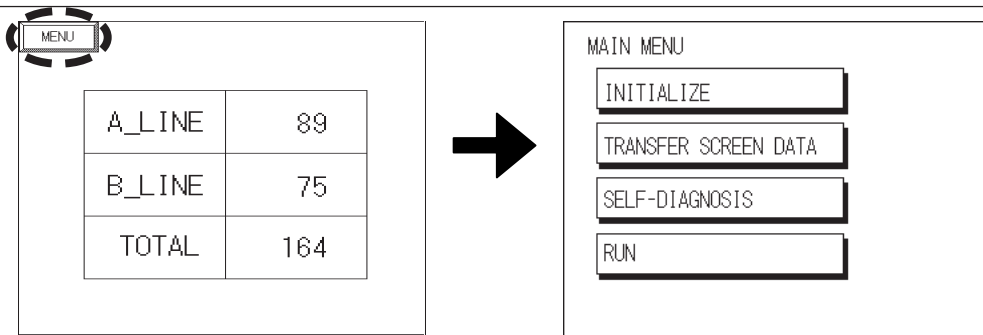 MENU
A_LINE 89
B_LINE 75
TOTAL 164
MAIN MENU
INITIALIZE
TRANSFER SCREEN DATA
SELF-DIAGNOSIS
RUN